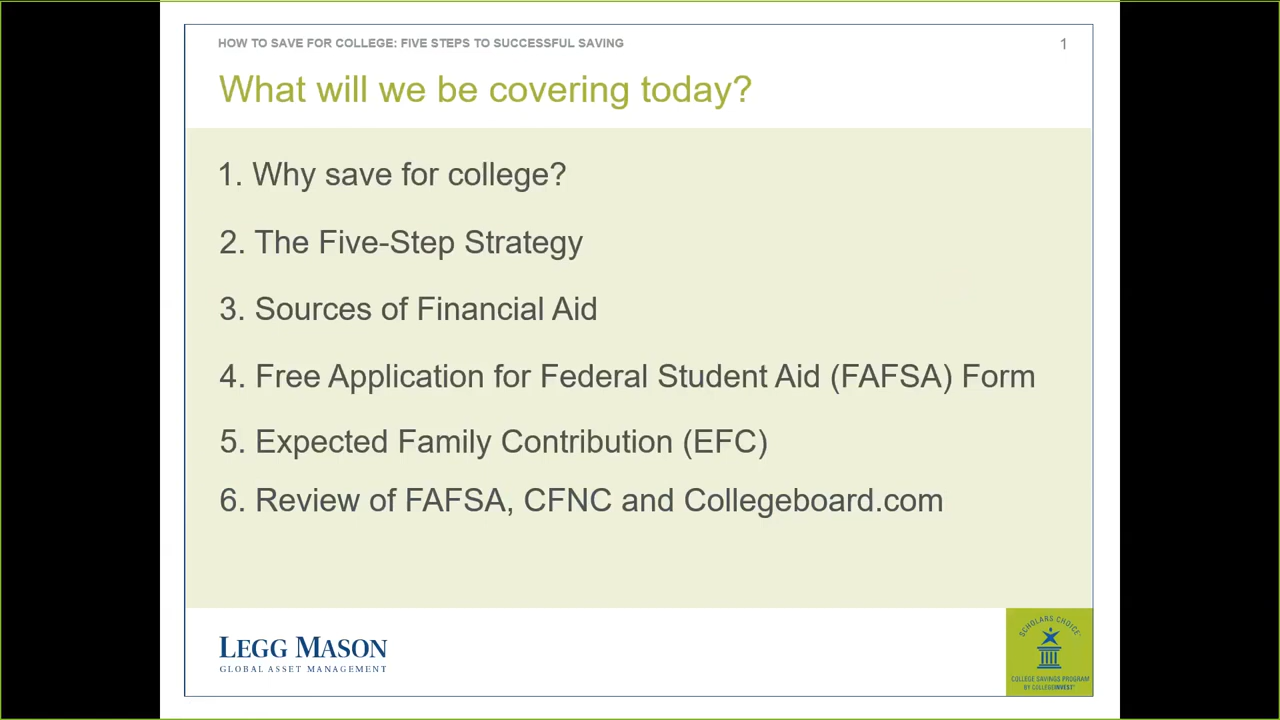 HOW TO SAVE FOR COLLEGE: FIVE STEPS TO SUCCESSFUL SAVING
1
What will we be covering today?
1. Why save for college?
2. The Five-Step Strategy
3. Sources of Financial Aid
4. Free Application for Federal Student Aid (FAFSA) Form
5. Expected Family Contribution (EFC)
6. Review of FAFSA, CFNC and Collegeboard.com
LEGG MASON
GLOBAL ASSET MANAGEMENT
SCHOLARS CHOICE
COLLEGE SAVINGS PROGRAM
BY COLLEGEINVEST